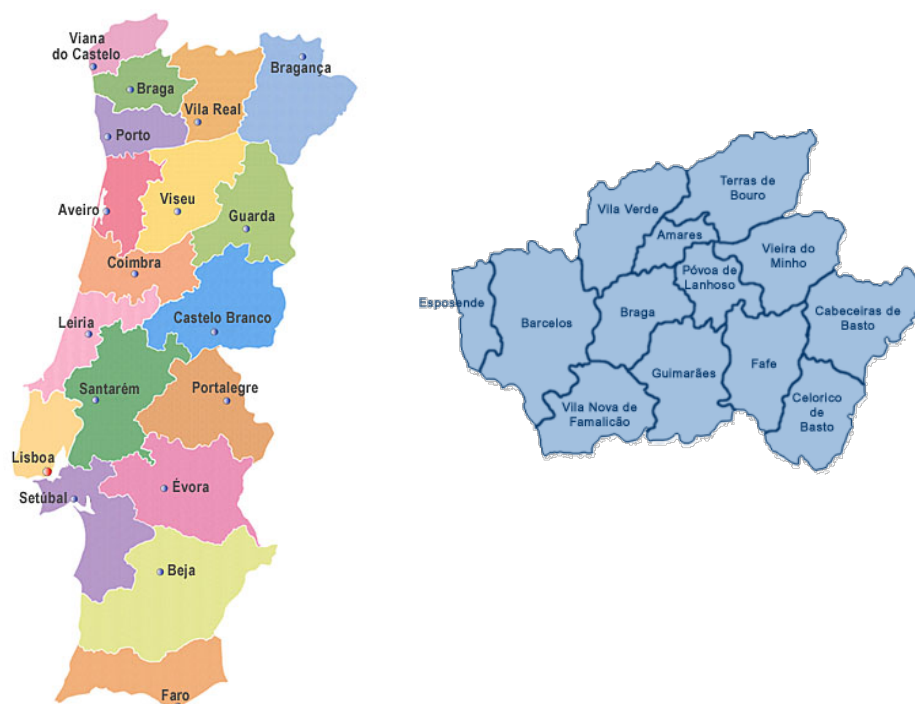 Viana
do Castelo
Braga
Bragança
Vila Real
Porto
Aveiro
Viseu
Guarda
Coimbra
Leiria
Castelo Branco
Santarém
Portalegre
Lisboa
Setúbal
Évora
Beja
Faro
Terras de
Bouro
Vila Verde
Amares
Vieira do
Minho
Póvoa de
Lanhoso
Esposende
Barcelos
Braga
Cabeceiras de
Basto
Guimarães
Fafe
Vila Nova de
Famalicão
Celorico
de
Basto